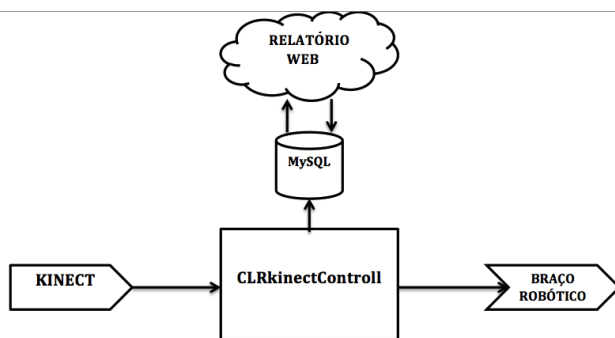 RELATÓRIO
WEB
MySQL
KINECT
CLRkinectControll
BRAÇO
ROBÓTICO